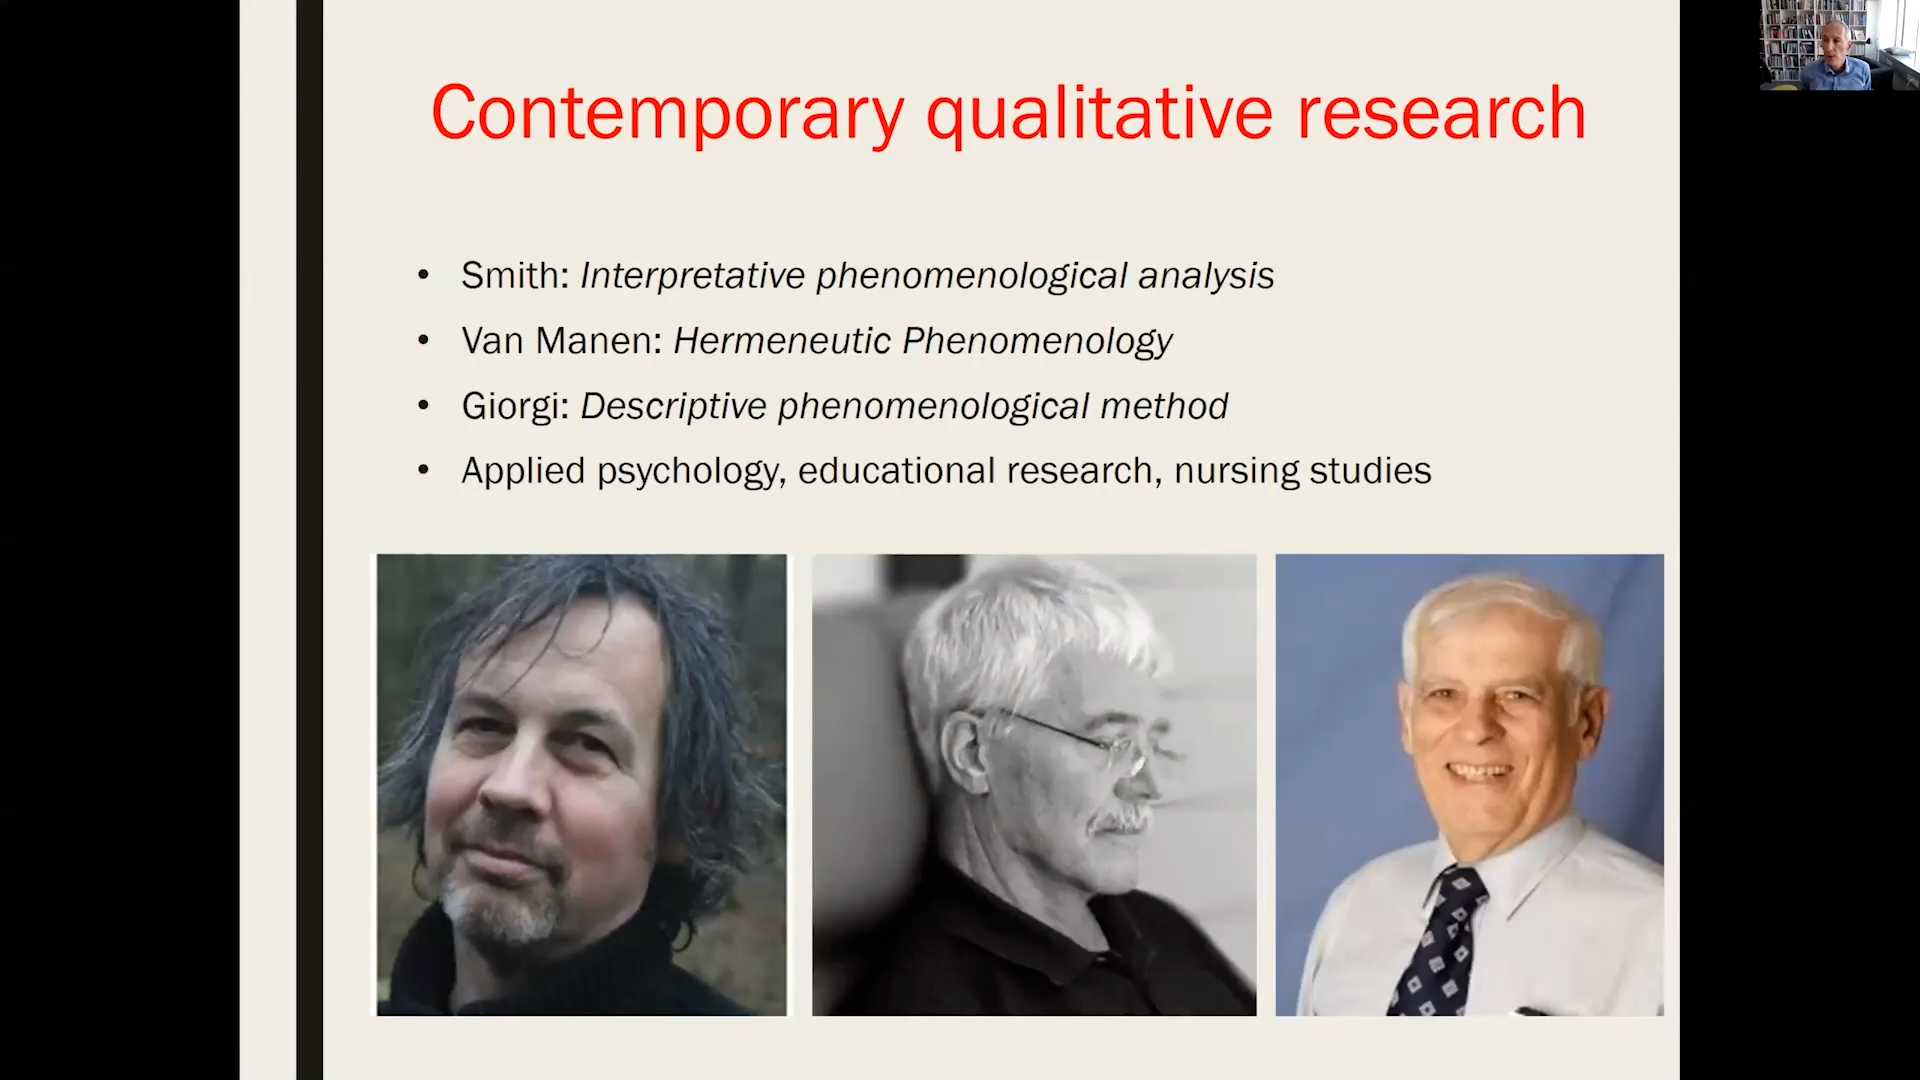 Contemporary qualitative research
• Smith: Interpretative phenomenological analysis
• Van Manen: Hermeneutic Phenomenology
• Giorgi: Descriptive phenomenological method
• Applied psychology, educational research, nursing studies